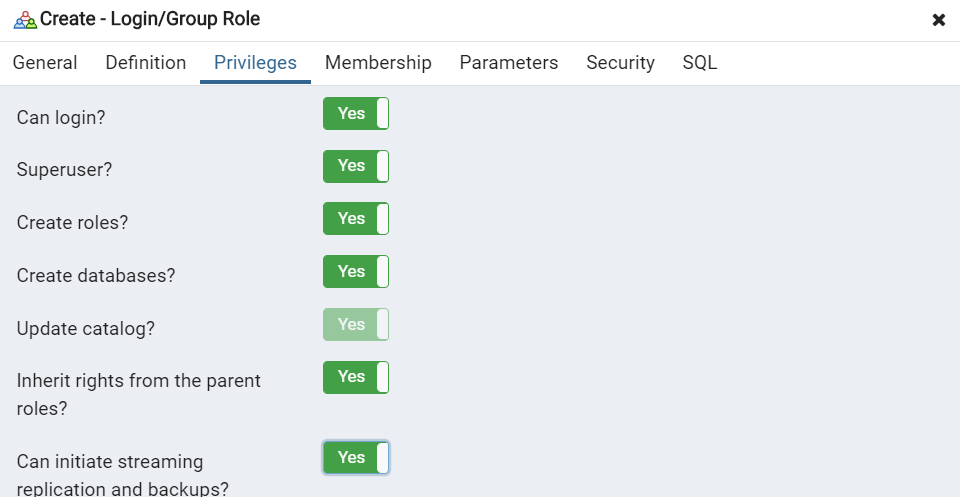 Create - Login/Group Role
General Definition Privileges Membership Parameters Security SQL
Can login? Yes
Superuser? Yes
Create roles? Yes
Create databases? Yes
Update catalog? Yes
Inherit rights from the parent Yes
roles?
Can initiate streaming Yes
replication and backups?